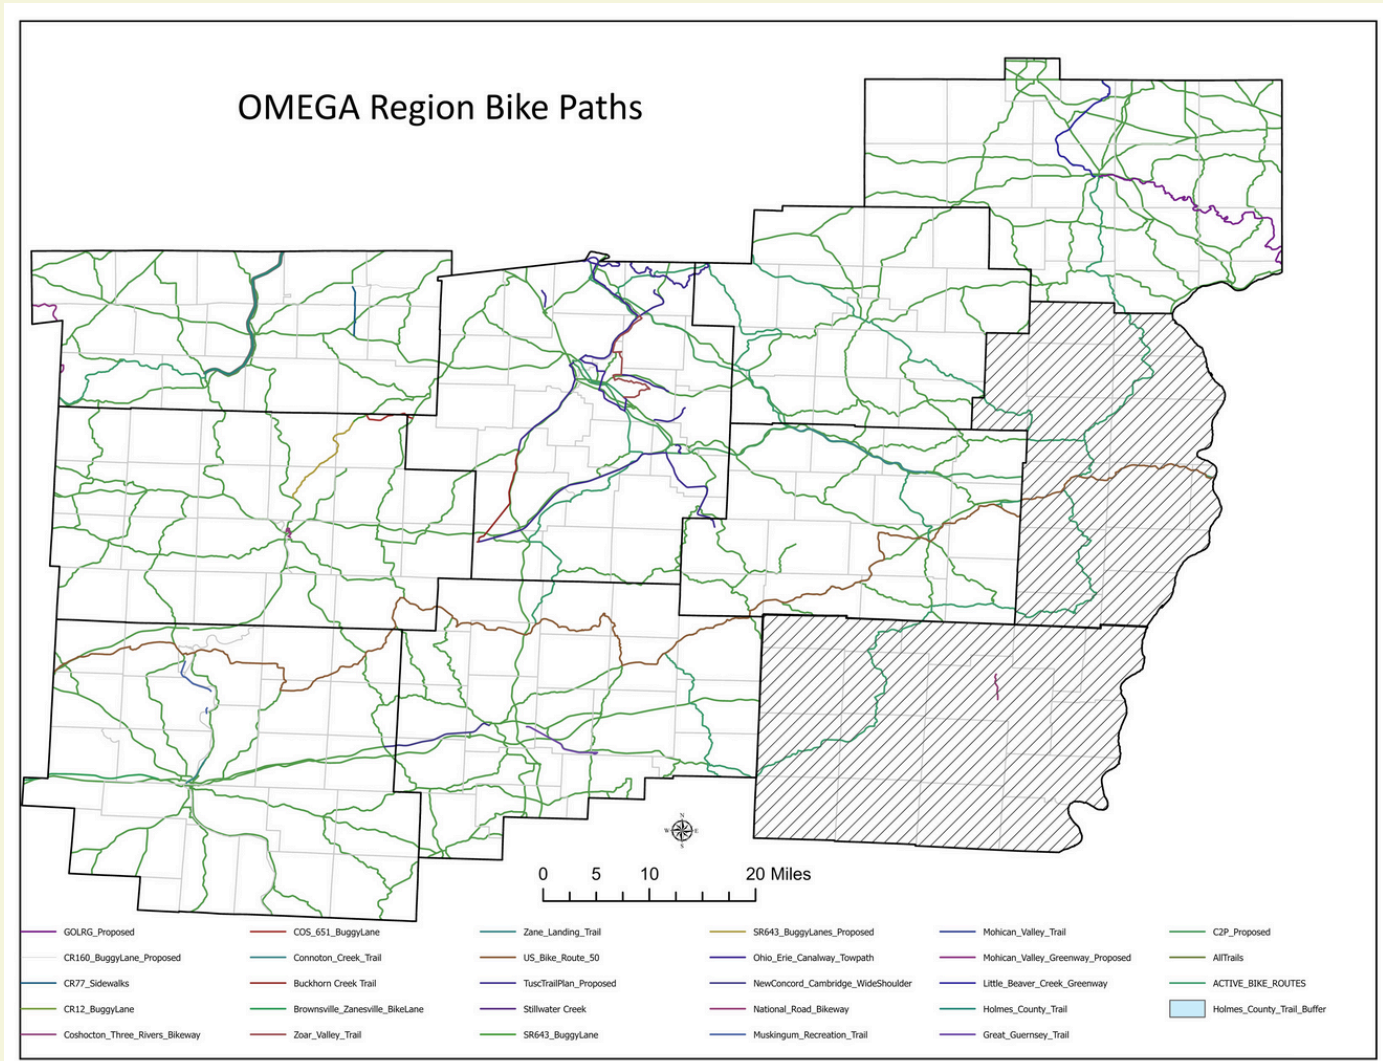 OMEGA Region Bike Paths
N
W E
S
0 5 10 20 Miles
GOLRG_Proposed
CR160_BuggyLane_Proposed
CR77_Sidewalks
CR12_BuggyLane
Coshocton_Three_Rivers_Bikeway
COS_651_BuggyLane
Connoton_Creek_Trail
Buckhorn Creek Trail
Brownsville_Zanesville_BikeLane
Zoar_Valley_Trail
Zane_Landing_Trail
US_Bike_Route_50
TuscTrailPlan_Proposed
Stillwater Creek
SR643_BuggyLane
SR643_BuggyLanes_Proposed
Ohio_Erie_Canalway_Towpath
NewConcord_Cambridge_WideShoulder
National_Road_Bikeway
Muskingum_Recreation_Trail
Mohican_Valley_Trail
Mohican_Valley_Greenway_Proposed
Little_Beaver_Creek_Greenway
Holmes_County_Trail
Great_Guernsey_Trail
C2P_Proposed
AllTrails
ACTIVE_BIKE_ROUTES
Holmes_County_Trail_Buffer